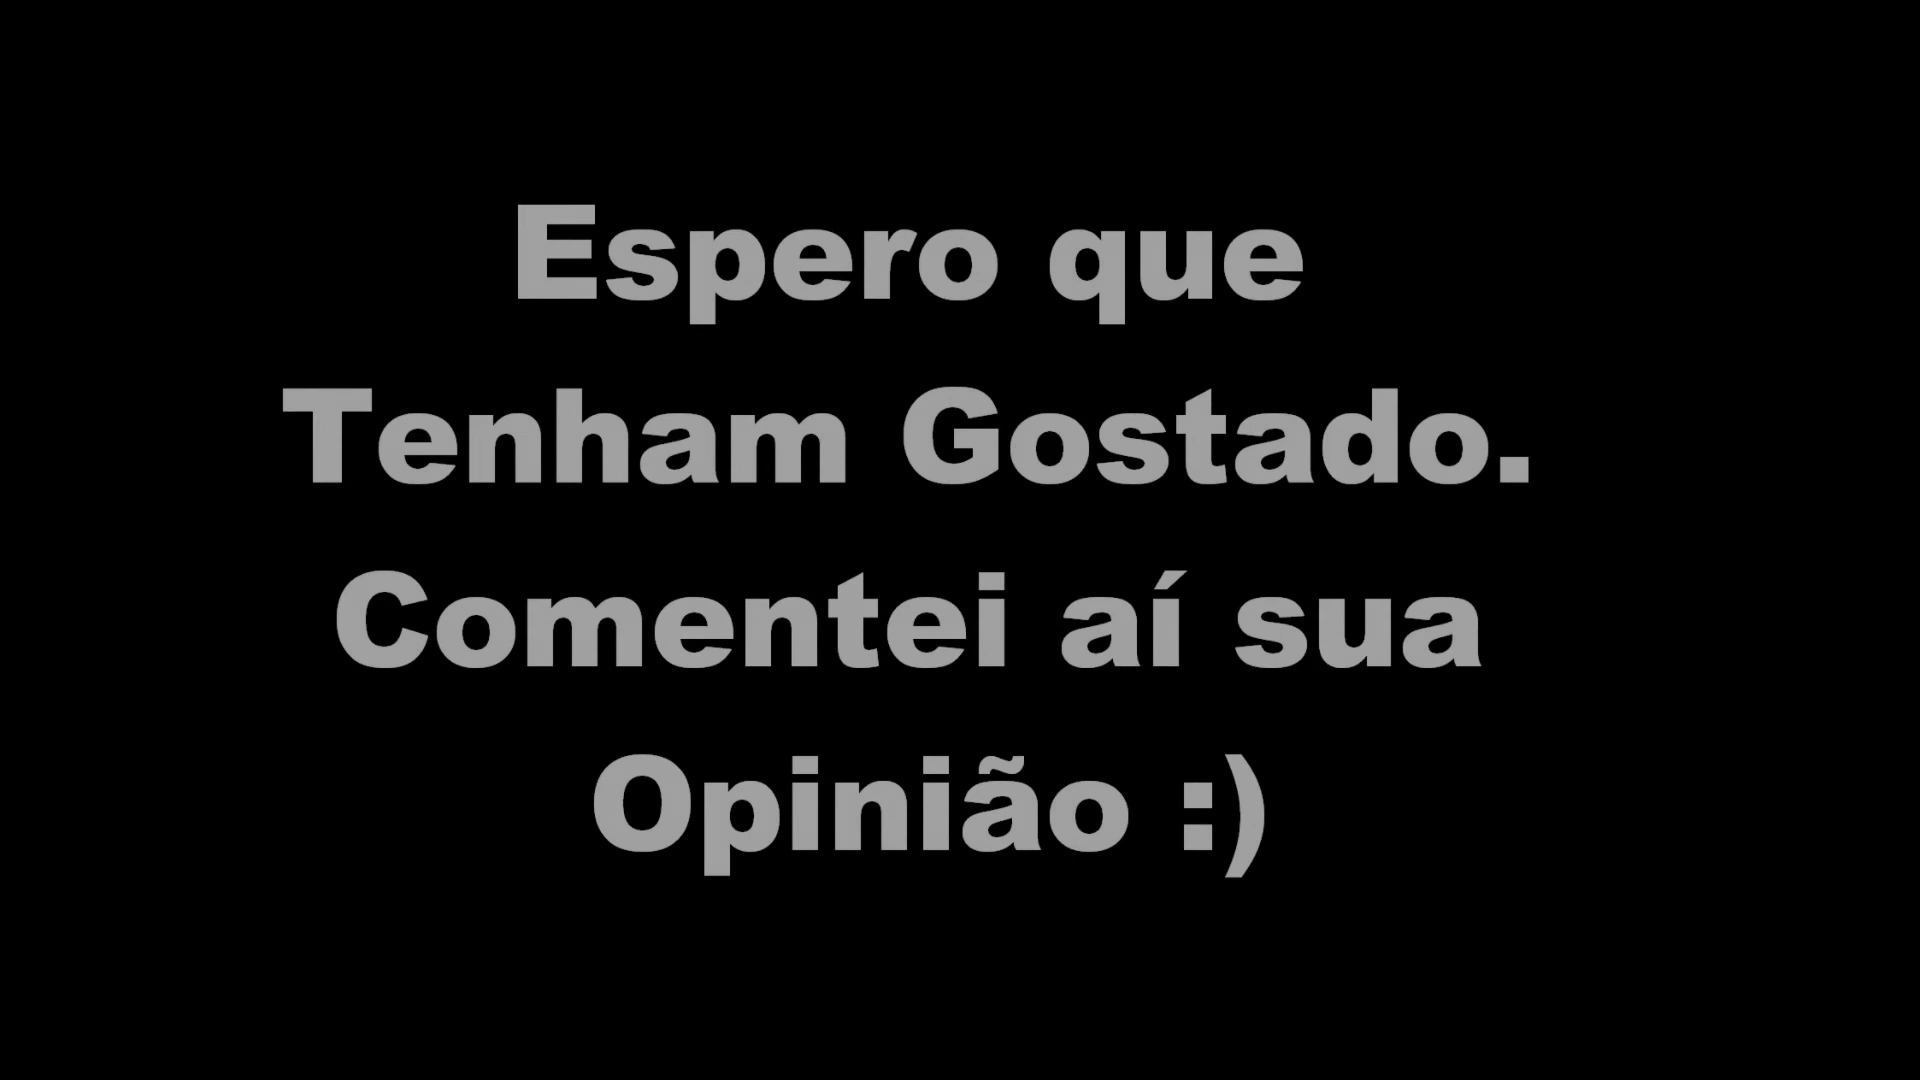 Espero que
Tenham Gostado.
Comentei aí sua
Opinião :)